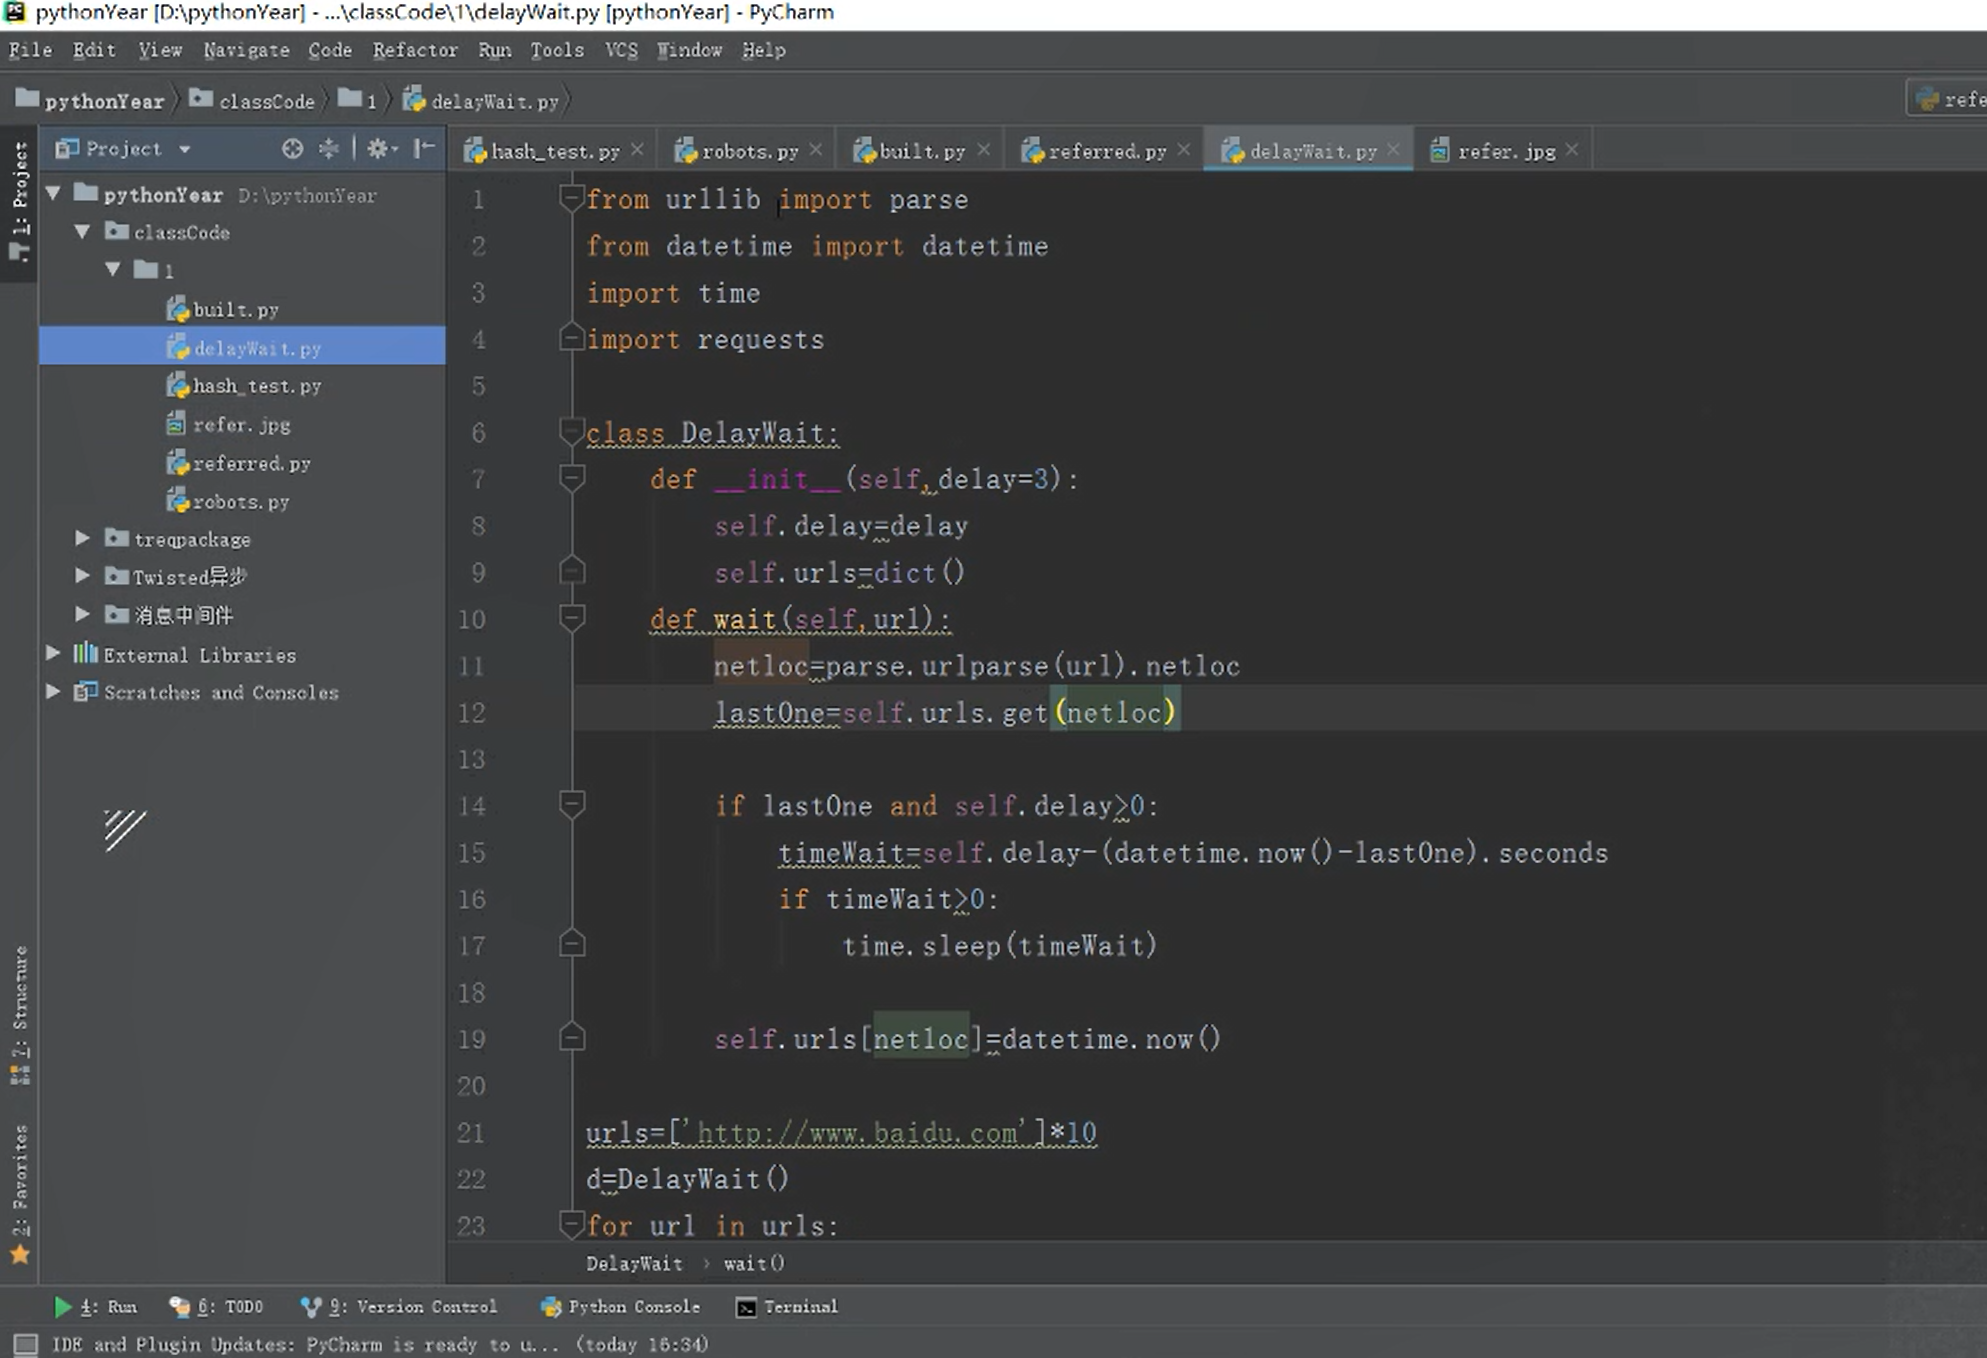 pythonYear [D:\pythonYear] - ...\classCode\1\delayWait.py [pythonYear] - PyCharm
File Edit View Navigate Code Refactor Run Tools VCS Window Help
pythonYear classCode 1 delayWait.py
refe
1: Project
Project
hash_test.py robots.py built.py referred.py delayWait.py refer.jpg
pythonYear D:\pythonYear
classCode
1
built.py
delayWait.py
hash_test.py
refer.jpg
referred.py
robots.py
treqpackage
Twisted异步
消息中间件
External Libraries
Scratches and Consoles
7: Structure
2: Favorites
1 from urllib import parse
2 from datetime import datetime
3 import time
4 import requests
5
6 class DelayWait:
7 def __init__(self,delay=3):
8 self.delay=delay
9 self.urls=dict()
10 def wait(self,url):
11 netloc=parse.urlparse(url).netloc
12 lastOne=self.urls.get(netloc)
13
14 if lastOne and self.delay>0:
15 timeWait=self.delay-(datetime.now()-lastOne).seconds
16 if timeWait>0:
17 time.sleep(timeWait)
18
19 self.urls[netloc]=datetime.now()
20
21 urls=['http://www.baidu.com']*10
22 d=DelayWait()
23 for url in urls:
DelayWait › wait()
4: Run 6: TODO 9: Version Control Python Console Terminal
IDE and Plugin Updates: PyCharm is ready to u... (today 16:34)